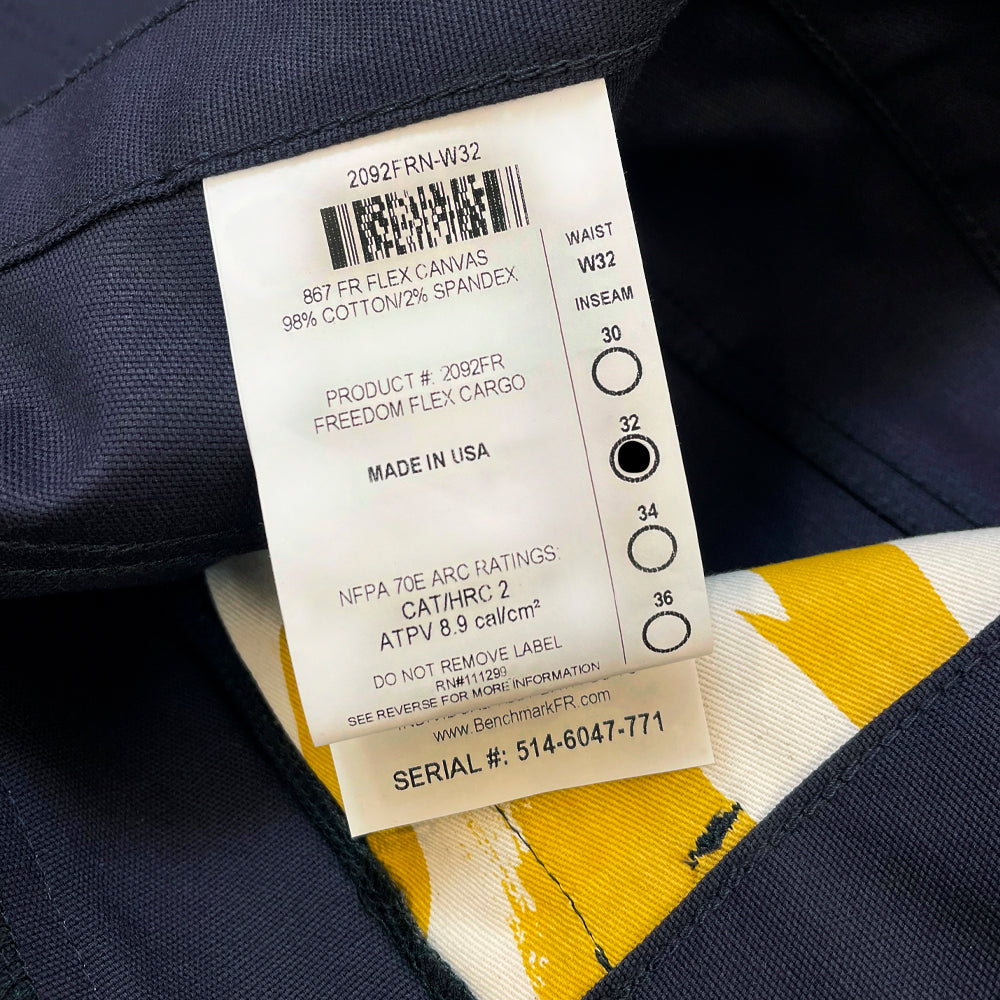 2092FRN-W32
867 FR FLEX CANVAS
98% COTTON/2% SPANDEX
PRODUCT #: 2092FR
FREEDOM FLEX CARGO
MADE IN USA
NFPA 70E ARC RATINGS:
CAT/HRC 2
ATPV 8.9 cal/cm²
DO NOT REMOVE LABEL
RN#111299
SEE REVERSE FOR MORE INFORMATION
WAIST
W32
INSEAM
30
32
34
36
www.BenchmarkFR.com
SERIAL #: 514-6047-771